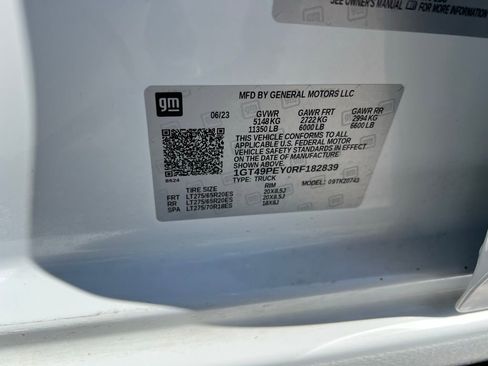 SEE OWNER'S MANUAL FOR MORE INFORMATION
gm
MFD BY GENERAL MOTORS LLC
06/23 GVWR GAWR FRT GAWR RR
5148 KG 2722 KG 2994 KG
11350 LB 6000 LB 6600 LB
THIS VEHICLE CONFORMS TO ALL
APPLICABLE U.S. FEDERAL MOTOR
VEHICLE SAFETY STANDARDS IN EFFECT
ON THE DATE OF MANUFACTURE
SHOWN ABOVE.
1GT49PEY0RF182839
TYPE: TRUCK MODEL: 09TK20743
6524
TIRE SIZE RIM
FRT LT275/65R20ES 20X8.5J
RR LT275/65R20ES 20X8.5J
SPA LT275/70R18ES 18X8J